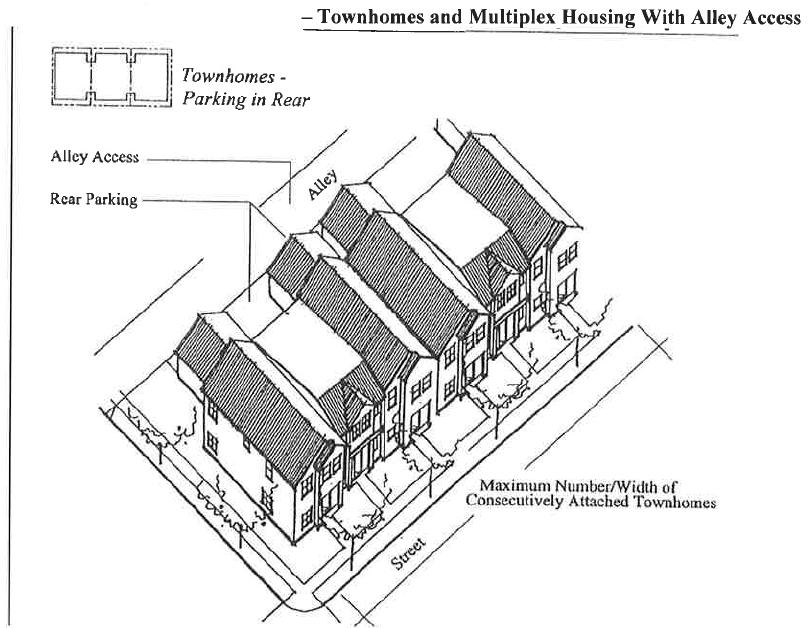 – Townhomes and Multiplex Housing With Alley Access
Townhomes -
Parking in Rear
Alley Access
Alley
Rear Parking
Maximum Number/Width of
Consecutively Attached Townhomes
Street